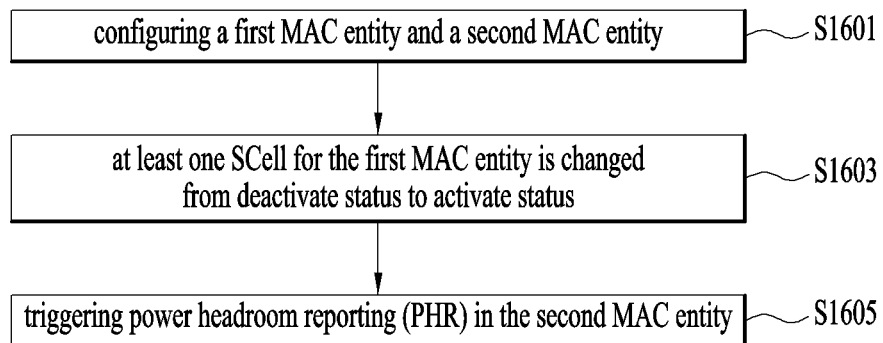 configuring a first MAC entity and a second MAC entity
S1601
at least one SCell for the first MAC entity is changed
from deactivate status to activate status
S1603
triggering power headroom reporting (PHR) in the second MAC entity
S1605